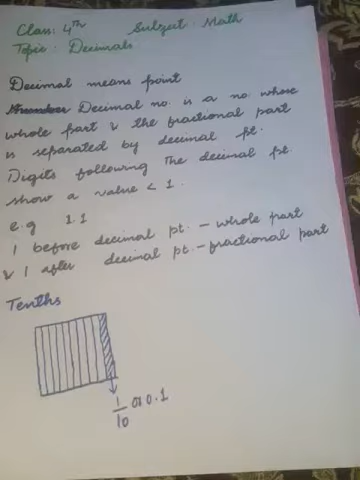 Class: 4th Subject Math
Topic: Decimals
Decimal means point
Decimal no. is a no. whose
whole part & the fractional part
is separated by decimal pt.
Digits following the decimal pt.
show a value < 1.
e.g 1.1
1 before decimal pt. - whole part
& 1 after decimal pt. - fractional part
Tenths
1/10 or 0.1